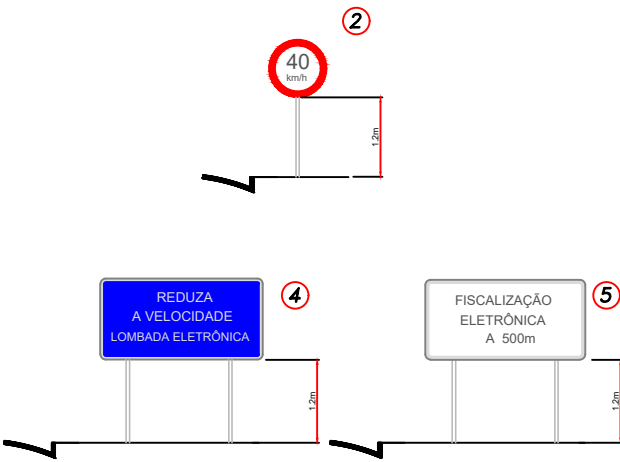 2
40
km/h
1,2m
REDUZA
A VELOCIDADE
LOMBADA ELETRÔNICA
4
1,2m
FISCALIZAÇÃO
ELETRÔNICA
A 500m
5
1,2m